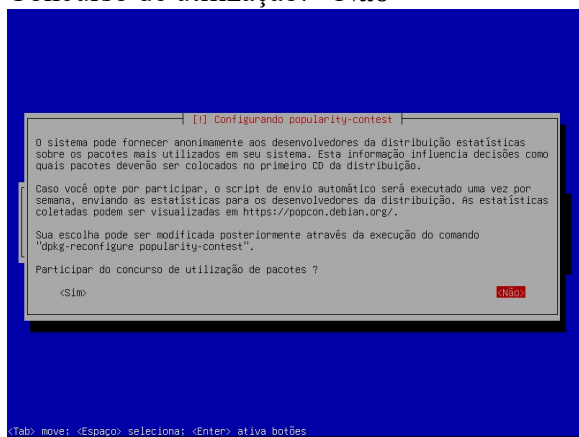 [!] Configurando popularity-contest
O sistema pode fornecer anonimamente aos desenvolvedores da distribuição estatísticas
sobre os pacotes mais utilizados em seu sistema. Esta informação influencia decisões como
quais pacotes deverão ser colocados no primeiro CD da distribuição.
Caso você opte por participar, o script de envio automático será executado uma vez por
semana, enviando as estatísticas para os desenvolvedores da distribuição. As estatísticas
coletadas podem ser visualizadas em https://popcon.debian.org/.
Sua escolha pode ser modificada posteriormente através da execução do comando
"dpkg-reconfigure popularity-contest".
Participar do concurso de utilização de pacotes ?
<Sim> <Não>
<Tab> move; <Espaço> seleciona; <Enter> ativa botões